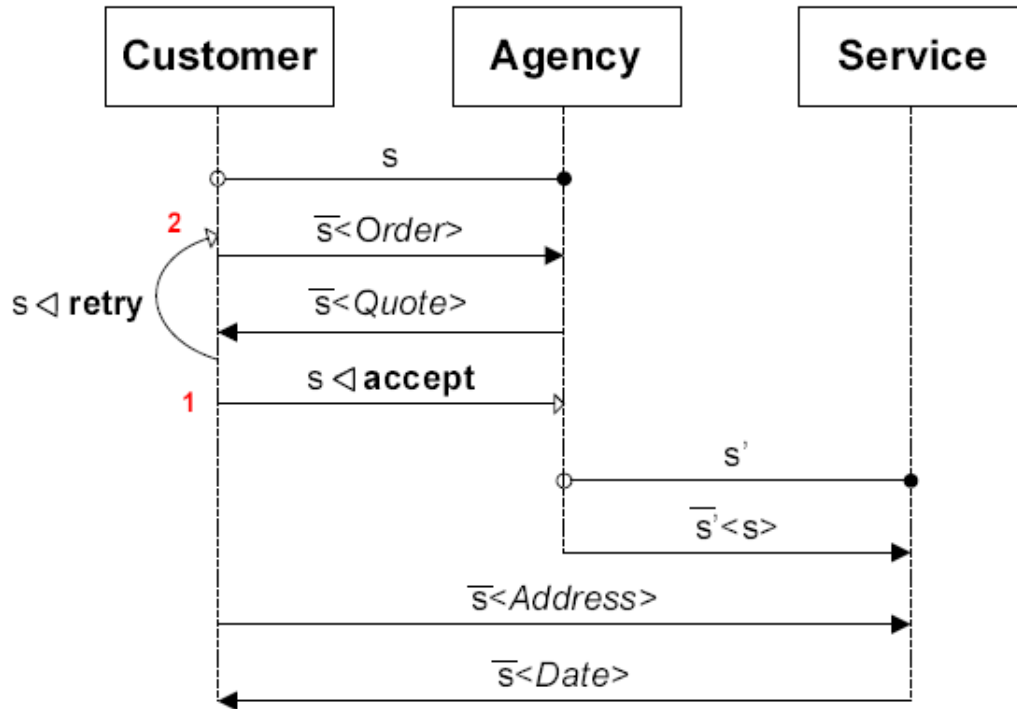 Customer Agency Service
s
2 s̅<Order>
s ◁ retry s̅<Quote>
1 s ◁ accept
s’
s̅’<s>
s̅<Address>
s̅<Date>